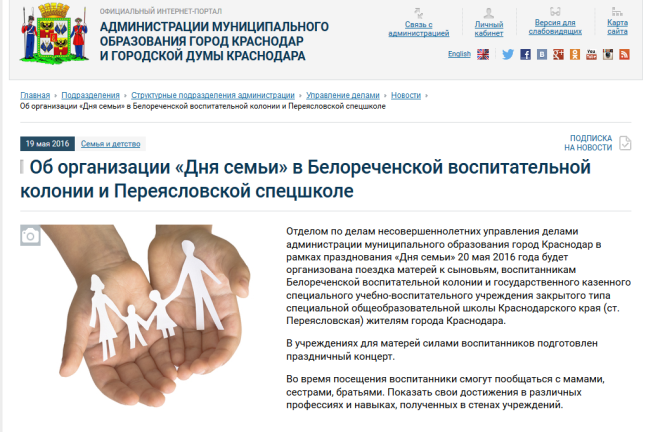 ОФИЦИАЛЬНЫЙ ИНТЕРНЕТ-ПОРТАЛ
АДМИНИСТРАЦИИ МУНИЦИПАЛЬНОГО
ОБРАЗОВАНИЯ ГОРОД КРАСНОДАР
И ГОРОДСКОЙ ДУМЫ КРАСНОДАРА
Связь с
администрацией
Личный
кабинет
Версия для
слабовидящих
Карта
сайта
English
Главная Подразделения Структурные подразделения администрации Управление делами Новости
Об организации «Дня семьи» в Белореченской воспитательной колонии и Переясловской спецшколе
19 мая 2016 Семья и детство
ПОДПИСКА
НА НОВОСТИ
Об организации «Дня семьи» в Белореченской воспитательной
колонии и Переясловской спецшколе
Отделом по делам несовершеннолетних управления делами
администрации муниципального образования город Краснодар в
рамках празднования «Дня семьи» 20 мая 2016 года будет
организована поездка матерей к сыновьям, воспитанникам
Белореченской воспитательной колонии и государственного казенного
специального учебно-воспитательного учреждения закрытого типа
специальной общеобразовательной школы Краснодарского края (ст.
Переясловская) жителям города Краснодара.
В учреждениях для матерей силами воспитанников подготовлен
праздничный концерт.
Во время посещения воспитанники смогут пообщаться с мамами,
сестрами, братьями. Показать свои достижения в различных
профессиях и навыках, полученных в стенах учреждений.